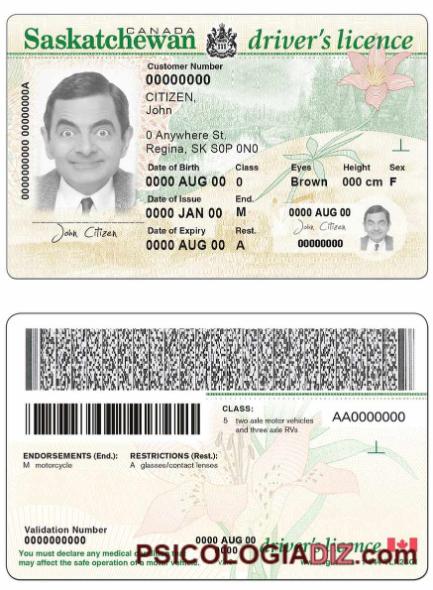 CANADA
Saskatchewan driver's licence
Customer Number
00000000
CITIZEN,
John
0 Anywhere St.
Regina, SK S0P 0N0
0000000000 00000000A
Date of Birth Class Eyes Height Sex
0000 AUG 00 0 Brown 000 cm F
Date of Issue End.
0000 JAN 00 M
Date of Expiry Rest.
0000 AUG 00 A
John Citizen
0000 AUG 00
John Citizen
00000000
CLASS:
5 two axle motor vehicles
and three axle RVs
AA0000000
ENDORSEMENTS (End.): RESTRICTIONS (Rest.):
M motorcycle A glasses/contact lenses
Validation Number
0000000000
0000 AUG 00
driver's licence
You must declare any medical
may affect the safe operation of a motor vehicle.
PSICOLOGIADIZ.com